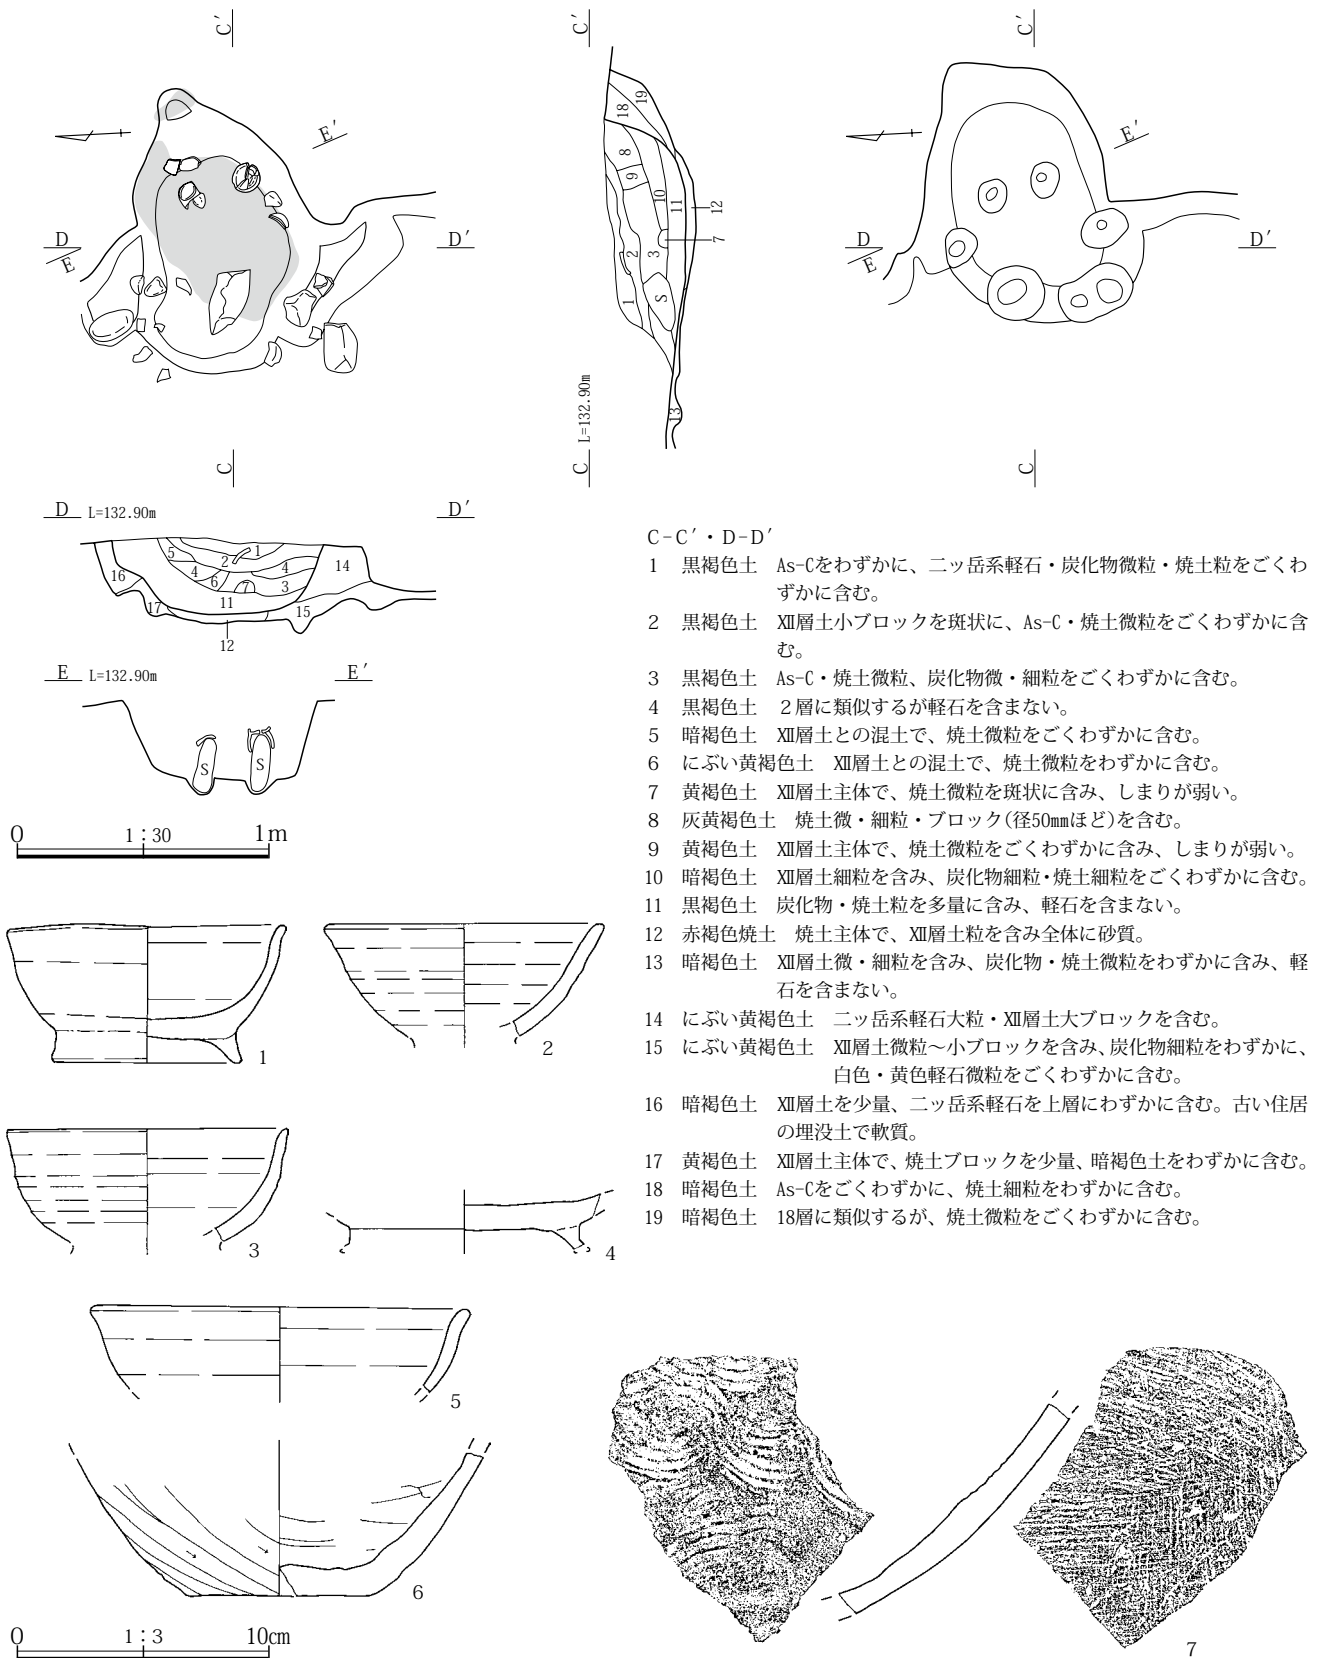 C′
C′
C′
E′
E′
D
E
D′
D
E
D′
18
19
8
9
10
11
12
7
2
3
1
S
13
C L=132.90m
C
C
D L=132.90m
D′
5
1
2
4
4
6
7
3
11
14
16
17
15
12
E L=132.90m
E′
S
S
0 1：30 1m
C-C′・D-D′
1 黒褐色土 As-Cをわずかに、二ッ岳系軽石・炭化物微粒・焼土粒をごくわ
ずかに含む。
2 黒褐色土 Ⅻ層土小ブロックを斑状に、As-C・焼土微粒をごくわずかに含
む。
3 黒褐色土 As-C・焼土微粒、炭化物微・細粒をごくわずかに含む。
4 黒褐色土 ２層に類似するが軽石を含まない。
5 暗褐色土 Ⅻ層土との混土で、焼土微粒をごくわずかに含む。
6 にぶい黄褐色土 Ⅻ層土との混土で、焼土微粒をわずかに含む。
7 黄褐色土 Ⅻ層土主体で、焼土微粒を斑状に含み、しまりが弱い。
8 灰黄褐色土 焼土微・細粒・ブロック(径50㎜ほど)を含む。
9 黄褐色土 Ⅻ層土主体で、焼土微粒をごくわずかに含み、しまりが弱い。
10 暗褐色土 Ⅻ層土細粒を含み、炭化物細粒・焼土細粒をごくわずかに含む。
11 黒褐色土 炭化物・焼土粒を多量に含み、軽石を含まない。
12 赤褐色焼土 焼土主体で、Ⅻ層土粒を含み全体に砂質。
13 暗褐色土 Ⅻ層土微・細粒を含み、炭化物・焼土微粒をわずかに含み、軽
石を含まない。
14 にぶい黄褐色土 二ッ岳系軽石大粒・Ⅻ層土大ブロックを含む。
15 にぶい黄褐色土 Ⅻ層土微粒～小ブロックを含み、炭化物細粒をわずかに、
白色・黄色軽石微粒をごくわずかに含む。
16 暗褐色土 Ⅻ層土を少量、二ッ岳系軽石を上層にわずかに含む。古い住居
の埋没土で軟質。
17 黄褐色土 Ⅻ層土主体で、焼土ブロックを少量、暗褐色土をわずかに含む。
18 暗褐色土 As-Cをごくわずかに、焼土細粒をわずかに含む。
19 暗褐色土 18層に類似するが、焼土微粒をごくわずかに含む。
1
2
3
4
5
6
7
0 1：3 10㎝